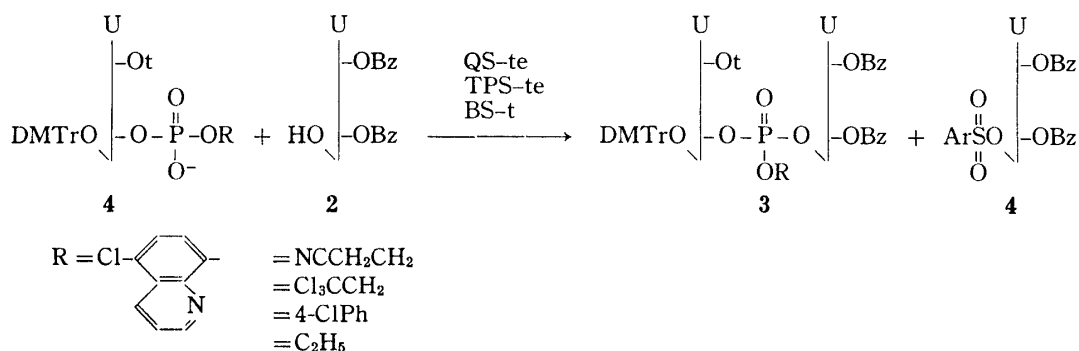 U U U U U
Ot OBz QS–te Ot OBz OBz
TPS–te
BS–t
O O O
DMTrO O–P–OR + HO OBz DMTrO O–P–O OBz + ArSO OBz
O– OR O
4 2 3 4
R = Cl = NCCH2CH2
= Cl3CCH2
N = 4-ClPh
= C2H5